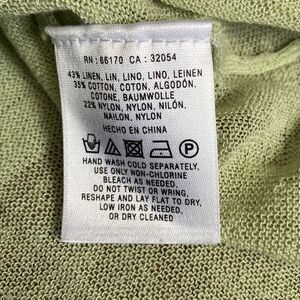 RN : 66170 CA : 32054
43% LINEN, LIN, LINO, LINO, LEINEN
35% COTTON, COTON, ALGODÓN,
COTONE, BAUMWOLLE
22% NYLON, NYLON, NILÓN,
NAILON, NYLON
HECHO EN CHINA
P
HAND WASH COLD SEPARATELY,
USE ONLY NON-CHLORINE
BLEACH AS NEEDED.
DO NOT TWIST OR WRING,
RESHAPE AND LAY FLAT TO DRY,
LOW IRON AS NEEDED,
OR DRY CLEANED